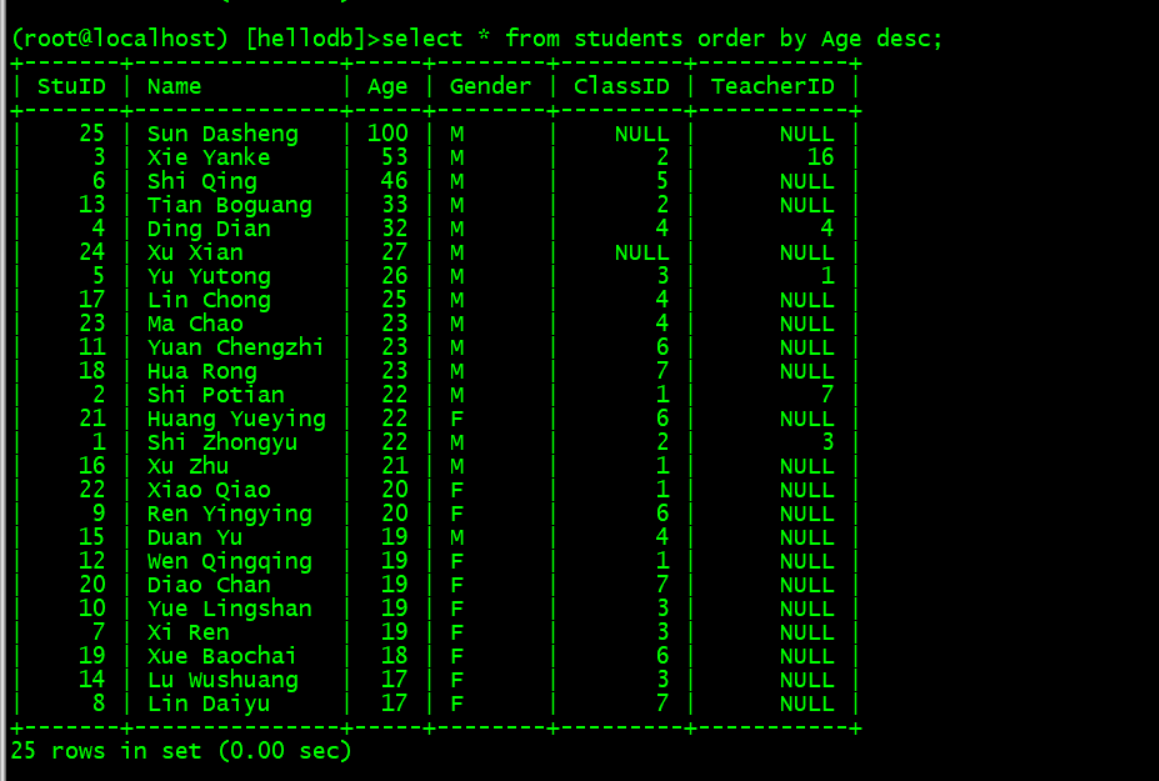 (root@localhost) [hellodb]>select * from students order by Age desc;
+-------+---------------+-----+--------+---------+-----------+
| StuID | Name          | Age | Gender | ClassID | TeacherID |
+-------+---------------+-----+--------+---------+-----------+
|    25 | Sun Dasheng   | 100 | M      |    NULL |      NULL |
|     3 | Xie Yanke     |  53 | M      |       2 |        16 |
|     6 | Shi Qing      |  46 | M      |       5 |      NULL |
|    13 | Tian Boguang  |  33 | M      |       2 |      NULL |
|     4 | Ding Dian     |  32 | M      |       4 |         4 |
|    24 | Xu Xian       |  27 | M      |    NULL |      NULL |
|     5 | Yu Yutong     |  26 | M      |       3 |         1 |
|    17 | Lin Chong     |  25 | M      |       4 |      NULL |
|    23 | Ma Chao       |  23 | M      |       4 |      NULL |
|    11 | Yuan Chengzhi |  23 | M      |       6 |      NULL |
|    18 | Hua Rong      |  23 | M      |       7 |      NULL |
|     2 | Shi Potian    |  22 | M      |       1 |         7 |
|    21 | Huang Yueying |  22 | F      |       6 |      NULL |
|     1 | Shi Zhongyu   |  22 | M      |       2 |         3 |
|    16 | Xu Zhu        |  21 | M      |       1 |      NULL |
|    22 | Xiao Qiao     |  20 | F      |       1 |      NULL |
|     9 | Ren Yingying  |  20 | F      |       6 |      NULL |
|    15 | Duan Yu       |  19 | M      |       4 |      NULL |
|    12 | Wen Qingqing  |  19 | F      |       1 |      NULL |
|    20 | Diao Chan     |  19 | F      |       7 |      NULL |
|    10 | Yue Lingshan  |  19 | F      |       3 |      NULL |
|     7 | Xi Ren        |  19 | F      |       3 |      NULL |
|    19 | Xue Baochai   |  18 | F      |       6 |      NULL |
|    14 | Lu Wushuang   |  17 | F      |       3 |      NULL |
|     8 | Lin Daiyu     |  17 | F      |       7 |      NULL |
+-------+---------------+-----+--------+---------+-----------+
25 rows in set (0.00 sec)